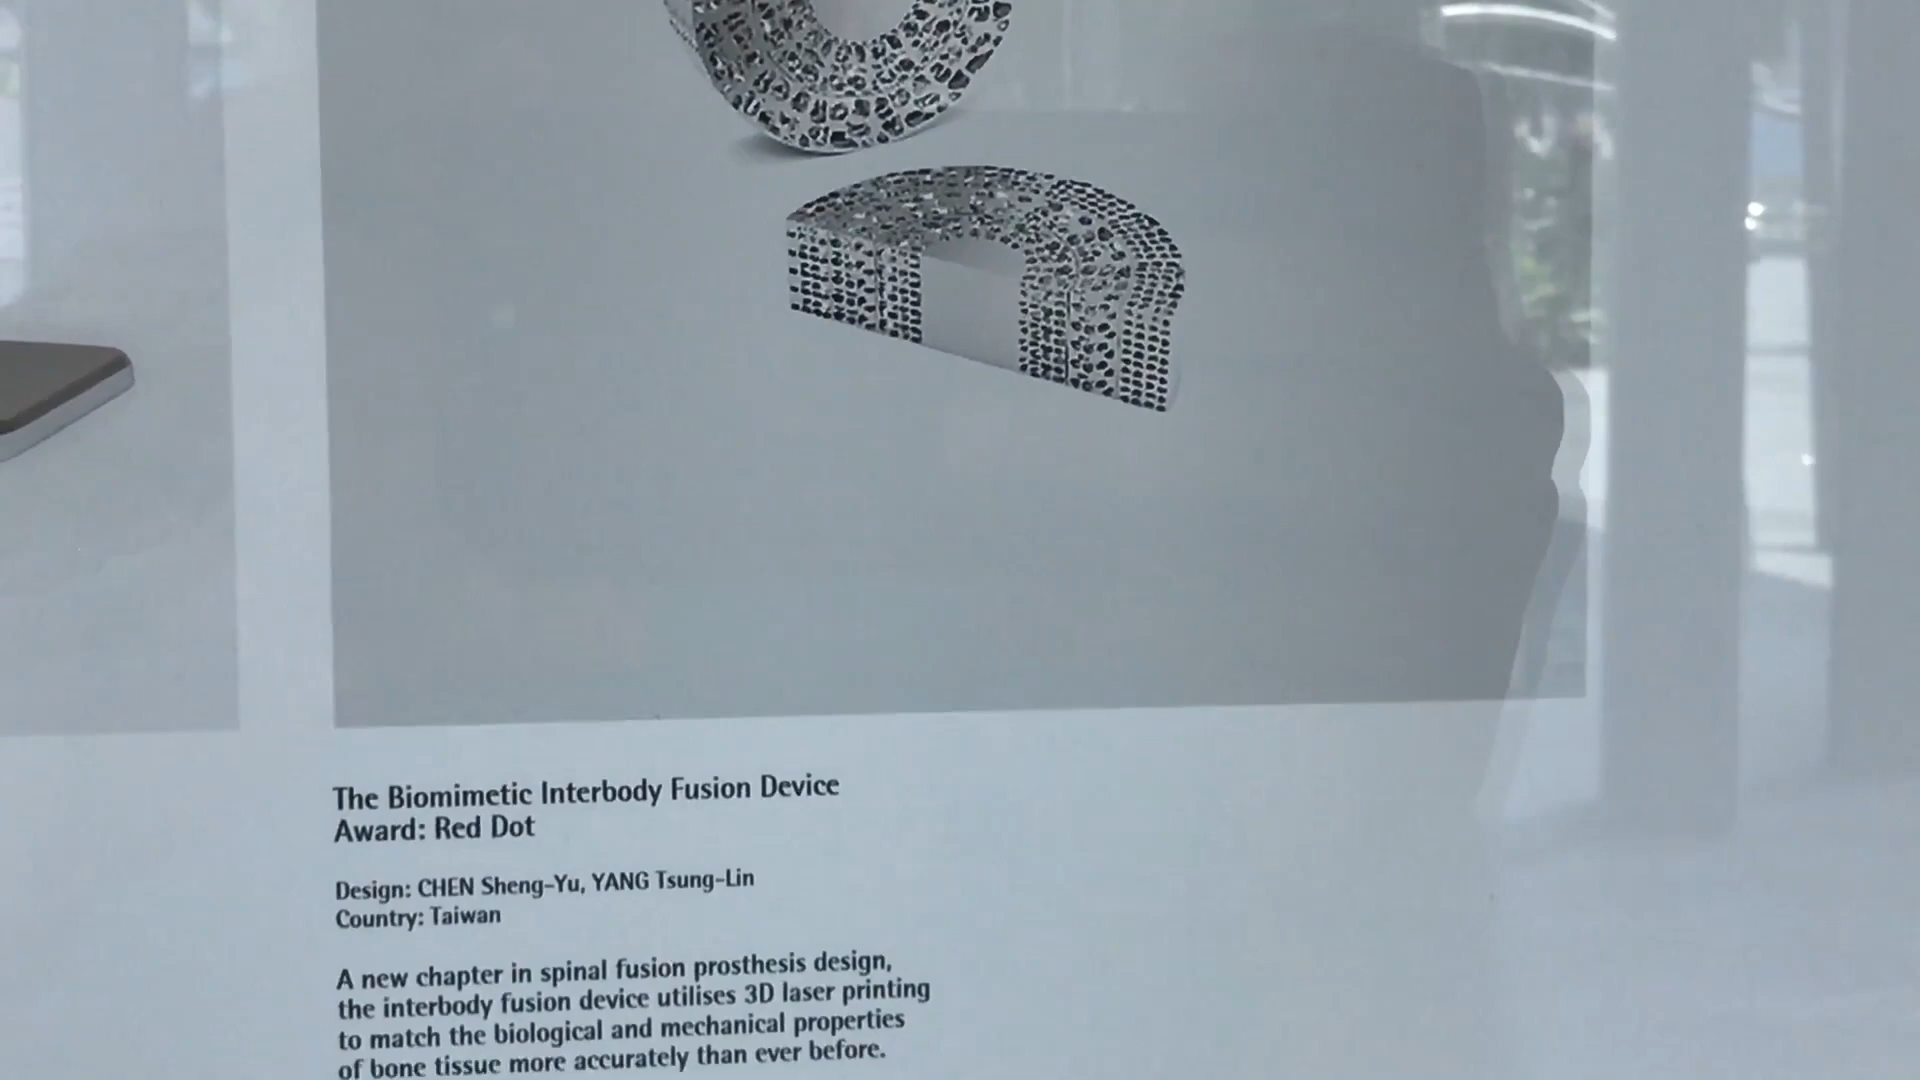 The Biomimetic Interbody Fusion Device
Award: Red Dot
Design: CHEN Sheng-Yu, YANG Tsung-Lin
Country: Taiwan
A new chapter in spinal fusion prosthesis design,
the interbody fusion device utilises 3D laser printing
to match the biological and mechanical properties
of bone tissue more accurately than ever before.